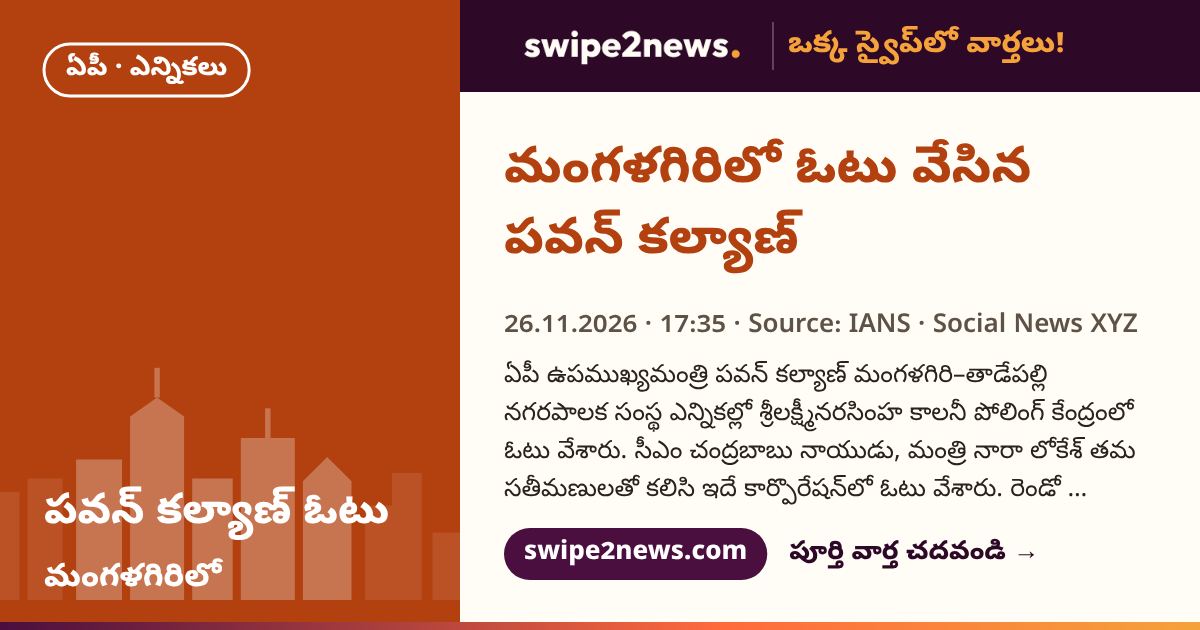 ఏపీ · ఎన్నికలు
swipe2news.
ఒక్క స్వైప్‌లో వార్తలు!
మంగళగిరిలో ఓటు వేసిన
పవన్ కల్యాణ్
26.11.2026 · 17:35 · Source: IANS · Social News XYZ
ఏపీ ఉపముఖ్యమంత్రి పవన్ కల్యాణ్ మంగళగిరి–తాడేపల్లి
నగరపాలక సంస్థ ఎన్నికల్లో శ్రీలక్ష్మీనరసింహ కాలనీ పోలింగ్ కేంద్రంలో
ఓటు వేశారు. సీఎం చంద్రబాబు నాయుడు, మంత్రి నారా లోకేశ్ తమ
సతీమణులతో కలిసి ఇదే కార్పొరేషన్‌లో ఓటు వేశారు. రెండో ...
swipe2news.com
పూర్తి వార్త చదవండి →
పవన్ కల్యాణ్ ఓటు
మంగళగిరిలో